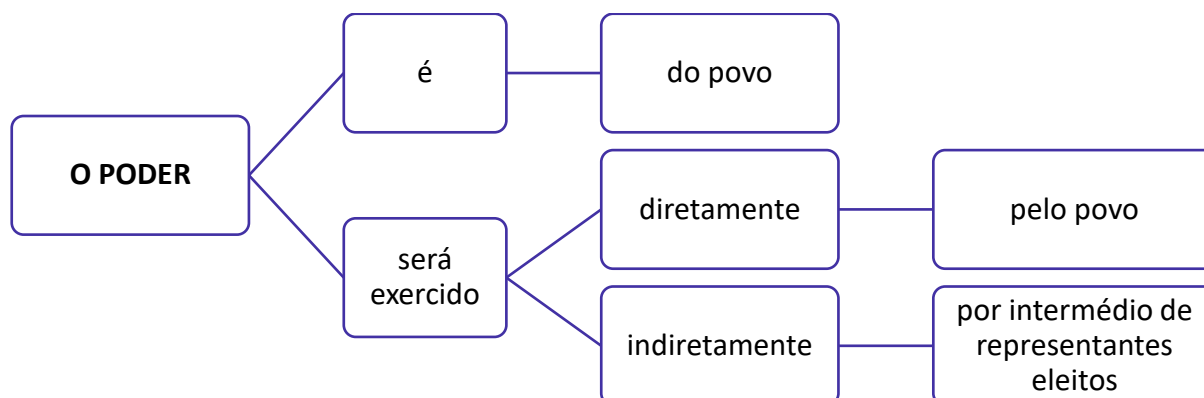 O PODER
é
do povo
será
exercido
diretamente
pelo povo
indiretamente
por intermédio de
representantes
eleitos